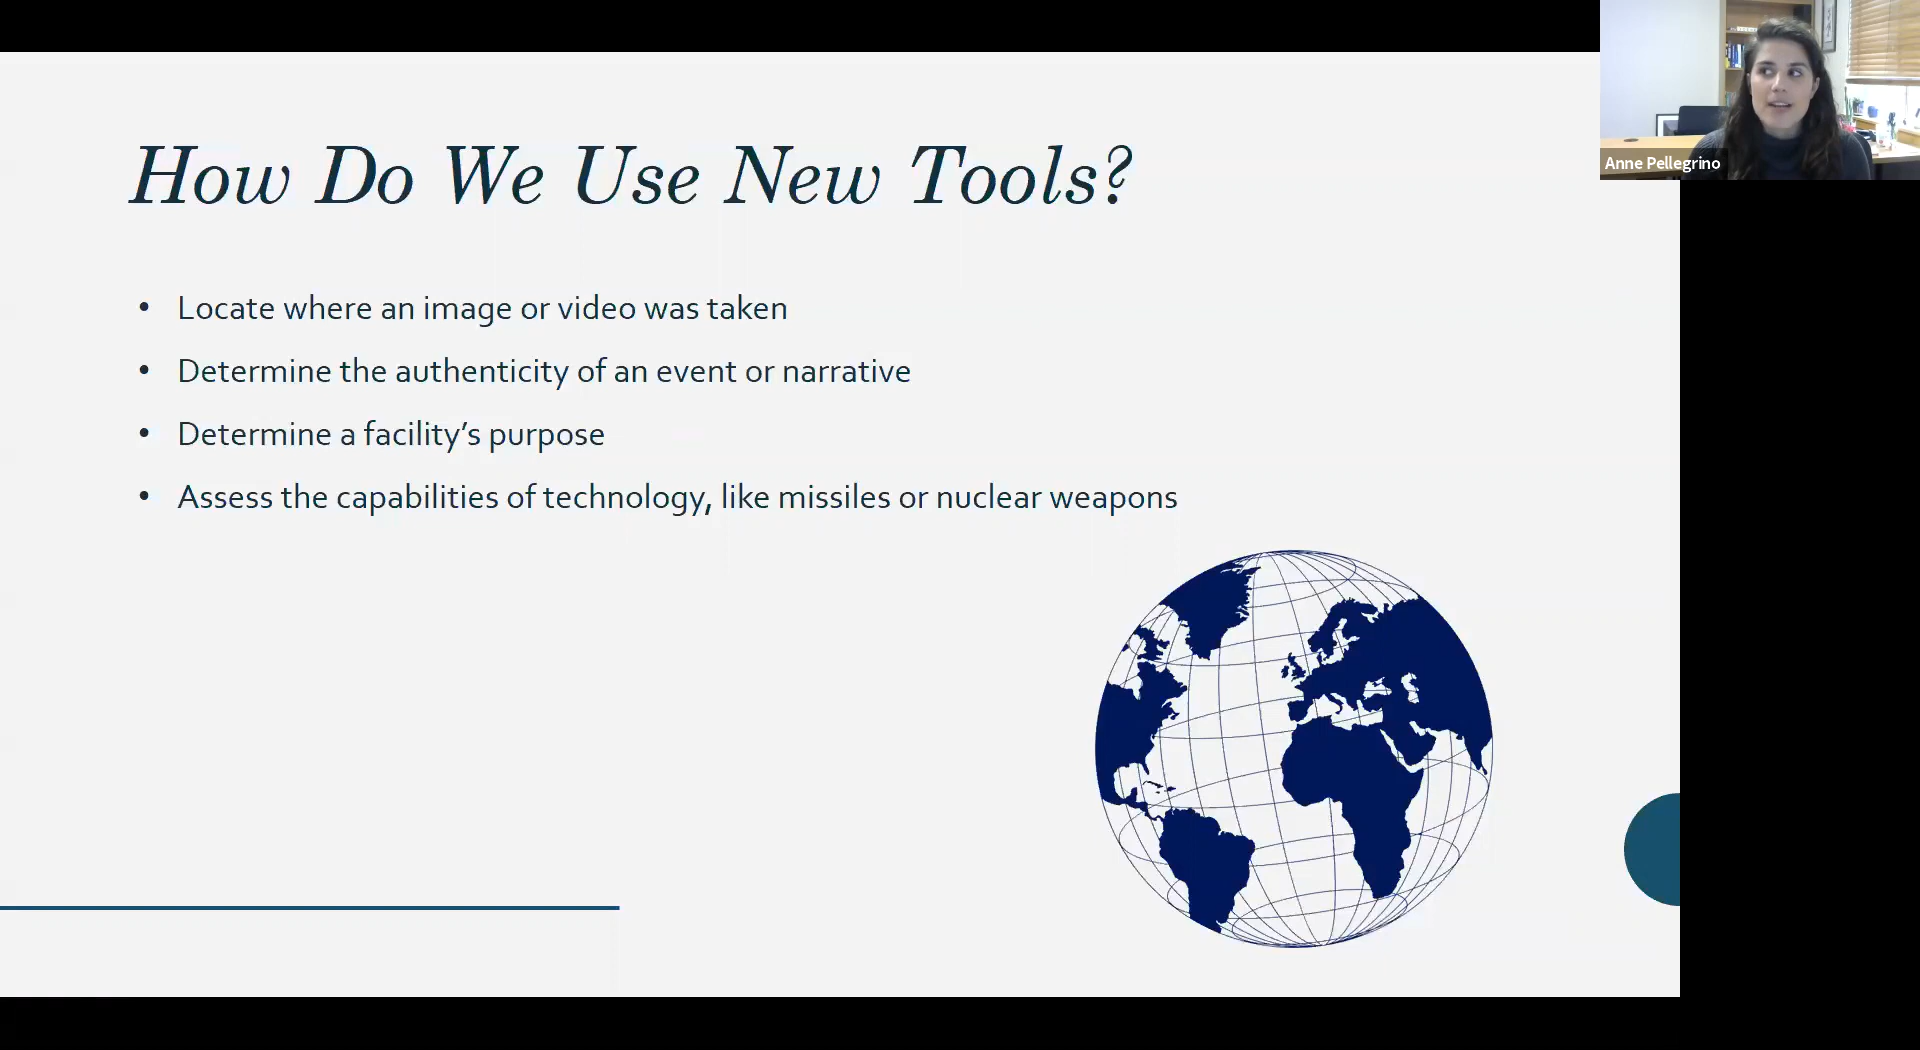 How Do We Use New Tools?
• Locate where an image or video was taken
• Determine the authenticity of an event or narrative
• Determine a facility’s purpose
• Assess the capabilities of technology, like missiles or nuclear weapons
Anne Pellegrino